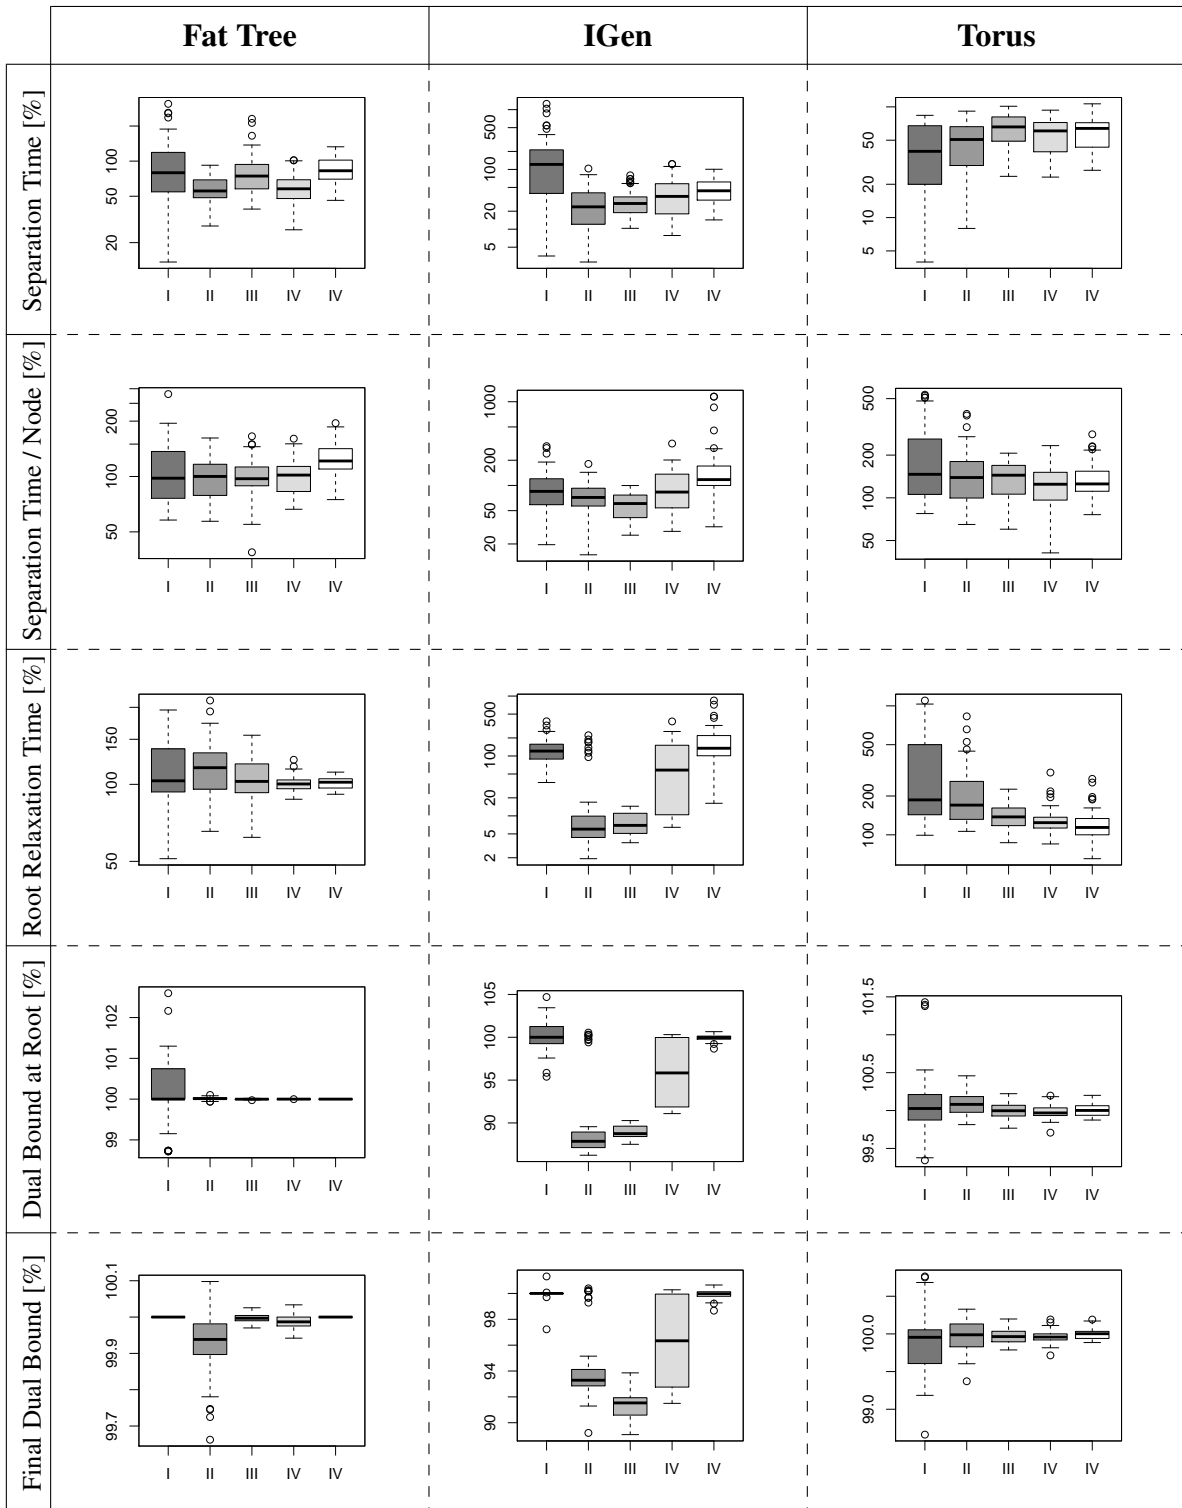 Fat Tree IGen Torus
Separation Time [%]
100
50
20
I II III IV IV
500
100
20
5
I II III IV IV
50
20
10
5
I II III IV IV
Separation Time / Node [%]
200
100
50
I II III IV IV
1000
200
50
20
I II III IV IV
500
200
100
50
I II III IV IV
Root Relaxation Time [%]
150
100
50
I II III IV IV
500
100
20
5
2
I II III IV IV
500
200
100
I II III IV IV
Dual Bound at Root [%]
102
101
100
99
I II III IV IV
105
100
95
90
I II III IV IV
101.5
100.5
99.5
I II III IV IV
Final Dual Bound [%]
100.1
99.9
99.7
I II III IV IV
98
94
90
I II III IV IV
100.0
99.0
I II III IV IV